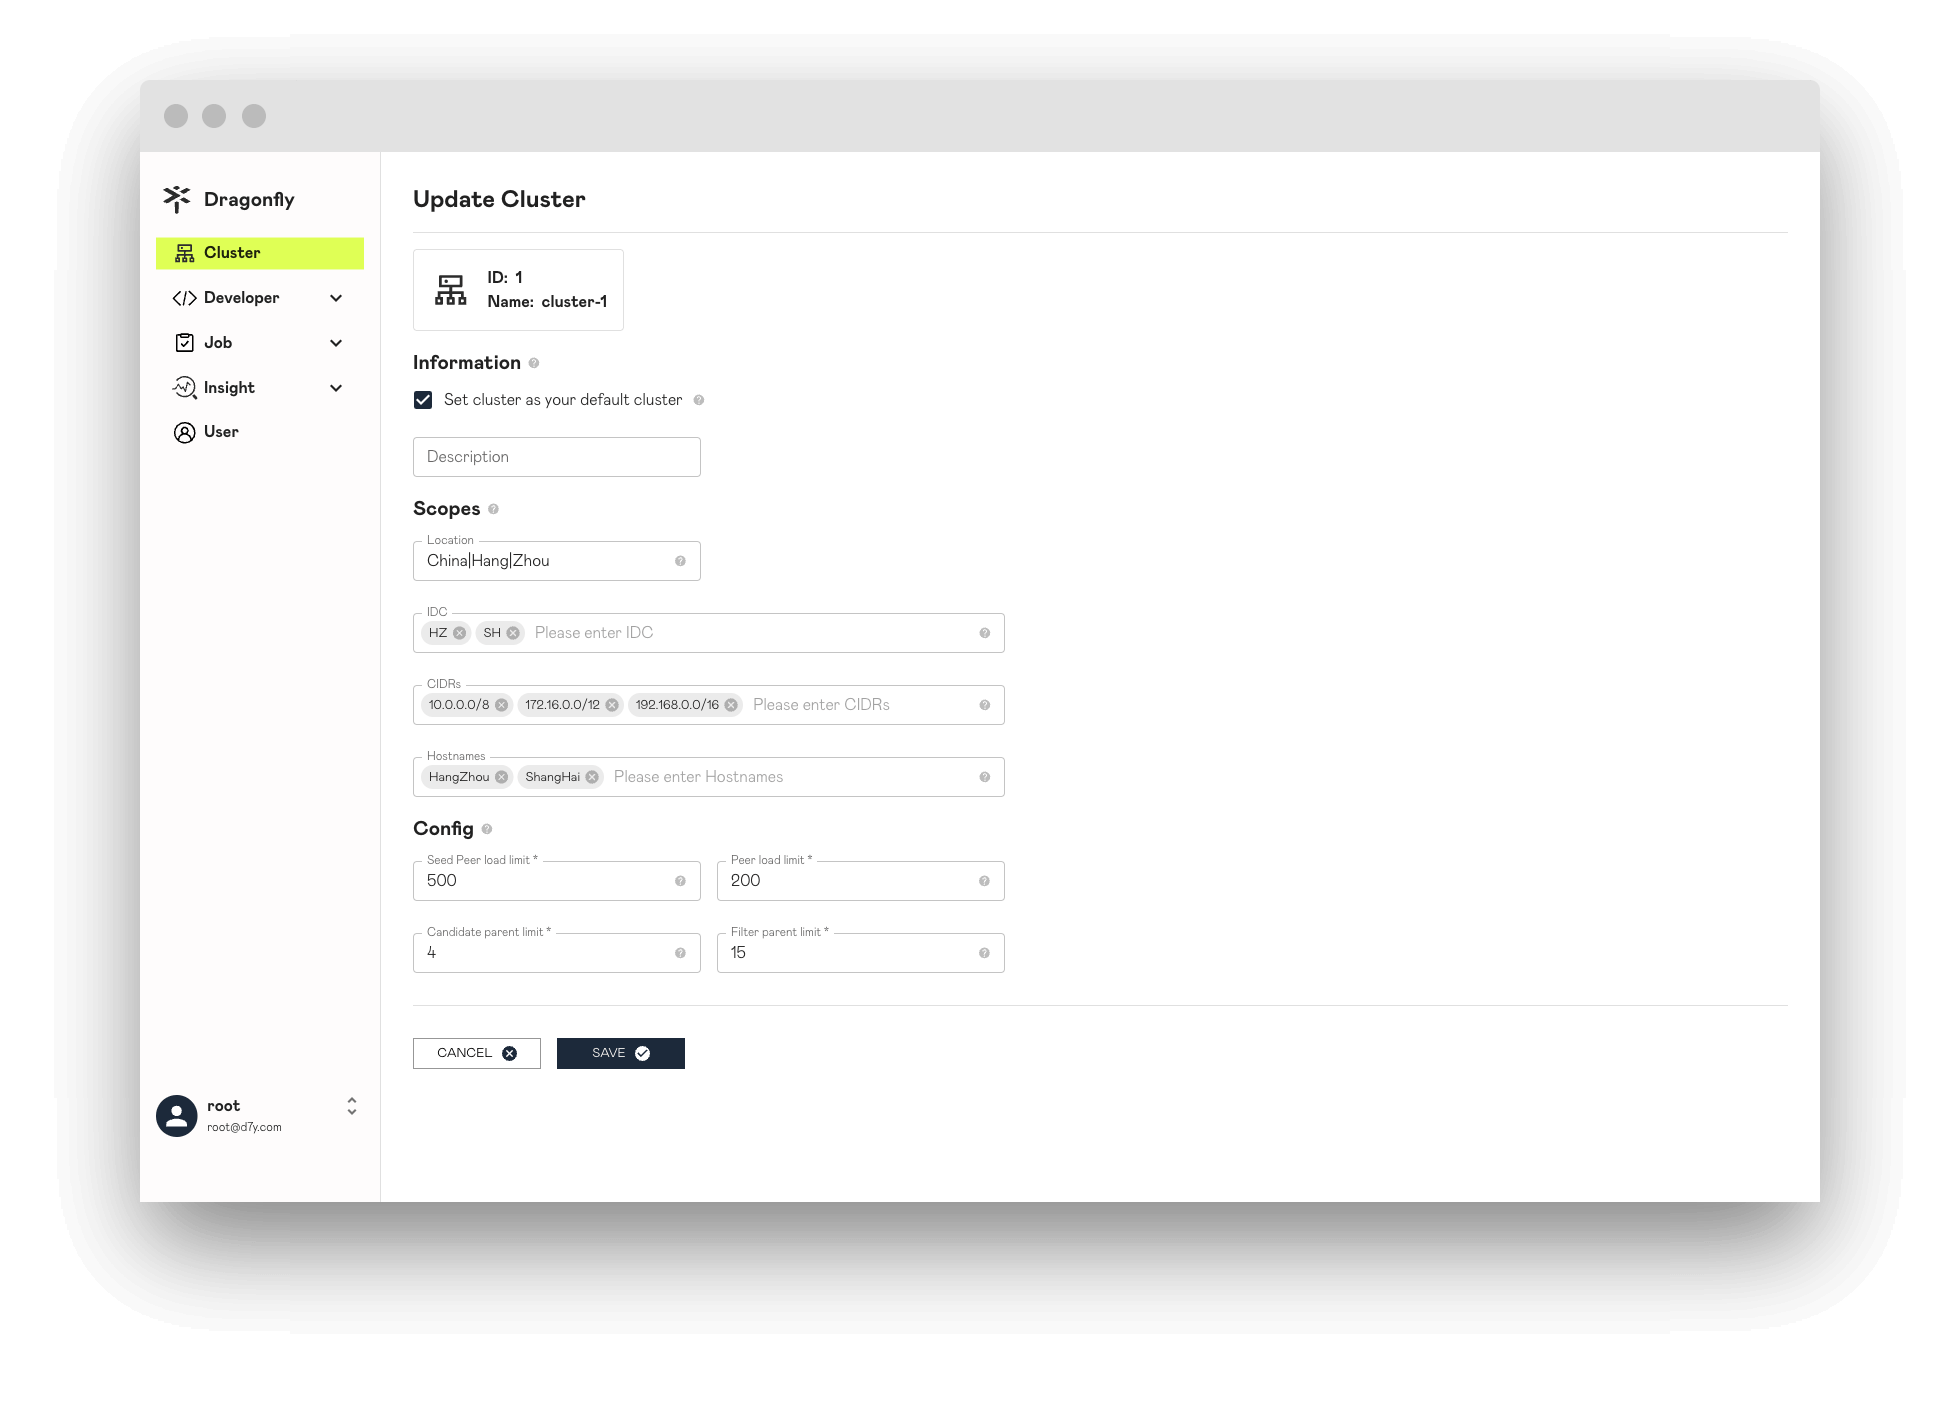 Dragonfly
Cluster
Developer
Job
Insight
User
root
root@d7y.com
Update Cluster
ID: 1
Name: cluster-1
Information
Set cluster as your default cluster
Description
Scopes
Location
China|Hang|Zhou
IDC
HZ SH Please enter IDC
CIDRs
10.0.0.0/8 172.16.0.0/12 192.168.0.0/16 Please enter CIDRs
Hostnames
HangZhou ShangHai Please enter Hostnames
Config
Seed Peer load limit * Peer load limit *
500 200
Candidate parent limit * Filter parent limit *
4 15
CANCEL SAVE